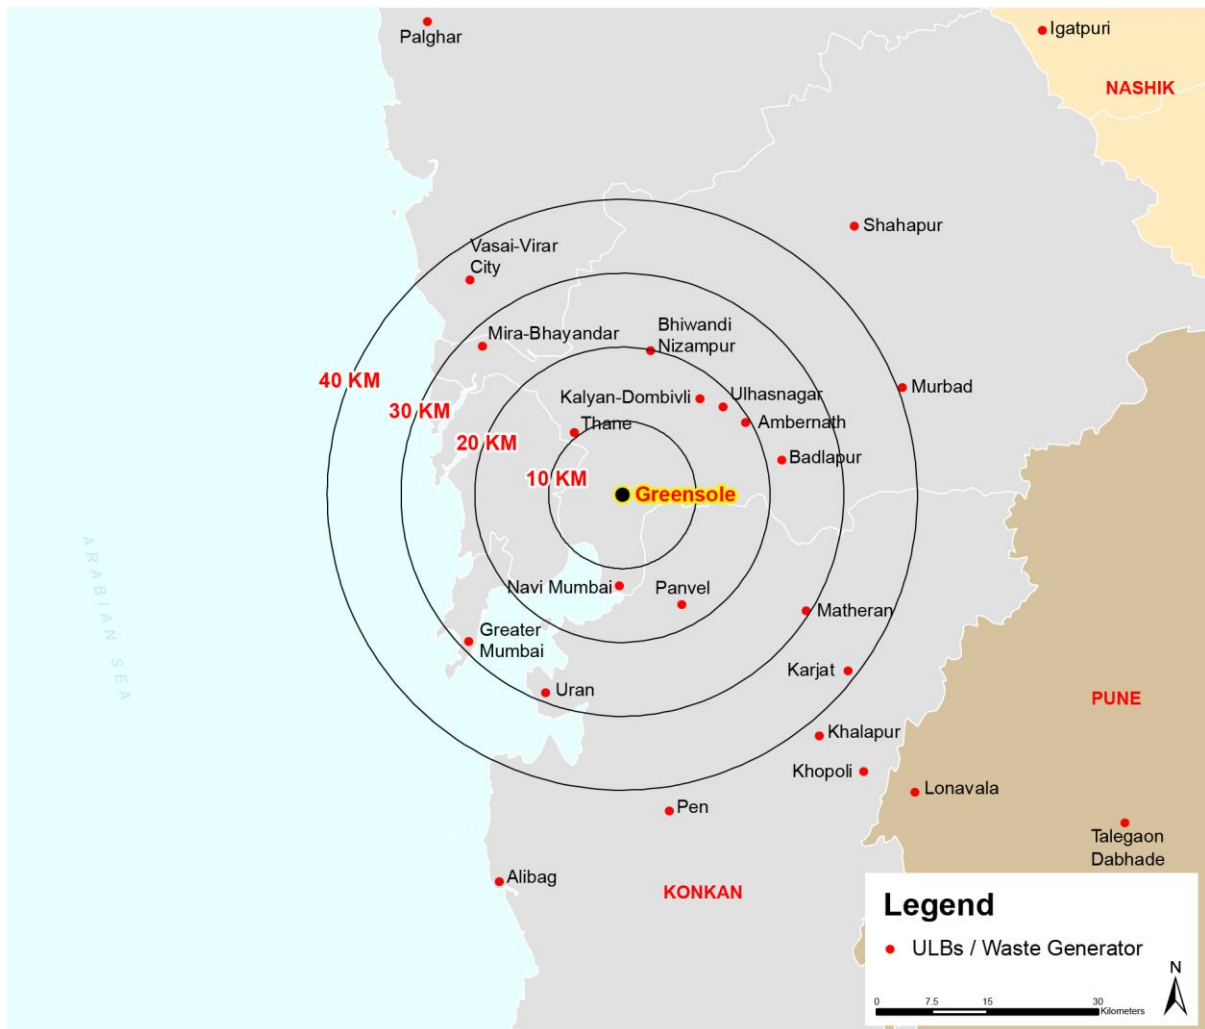 Palghar
Igatpuri
NASHIK
Shahapur
Vasai-Virar
City
Mira-Bhayandar
Bhiwandi
Nizampur
40 KM
Murbad
Kalyan-Dombivli
Ulhasnagar
30 KM
Thane
Ambernath
20 KM
Badlapur
10 KM
Greensole
ARABIAN SEA
Navi Mumbai
Panvel
Matheran
Greater
Mumbai
Karjat
Uran
PUNE
Khalapur
Khopoli
Lonavala
Pen
Talegaon
Dabhade
Alibag
KONKAN
Legend
ULBs / Waste Generator
N
0 7.5 15 30
Kilometers